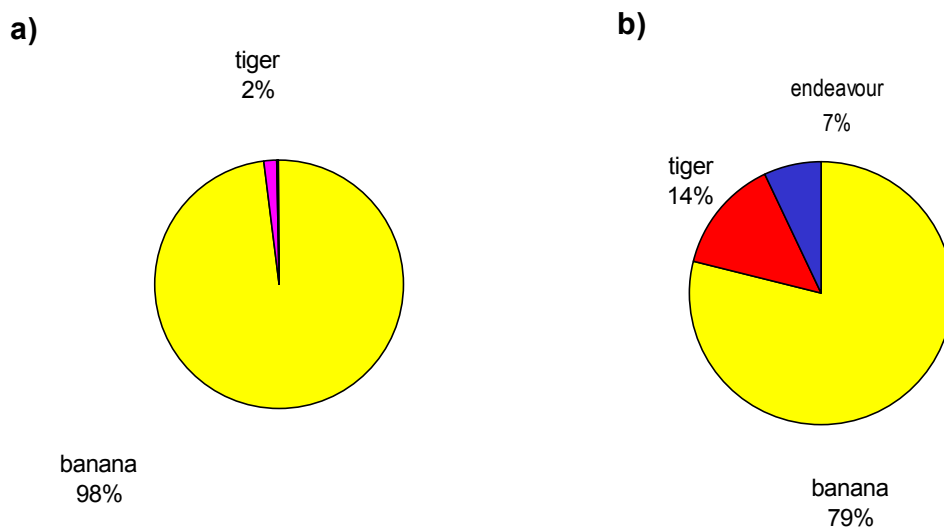 a)
tiger
2%
banana
98%
b)
endeavour
7%
tiger
14%
banana
79%